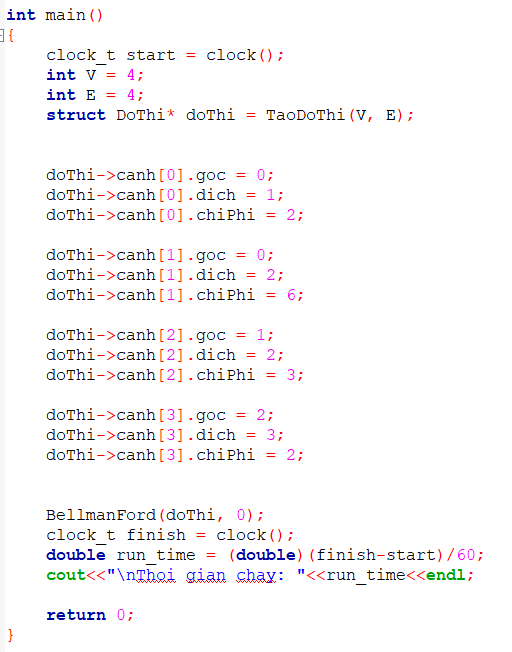 int main()
{
    clock_t start = clock();
    int V = 4;
    int E = 4;
    struct DoThi* doThi = TaoDoThi(V, E);
    doThi->canh[0].goc = 0;
    doThi->canh[0].dich = 1;
    doThi->canh[0].chiPhi = 2;
    doThi->canh[1].goc = 0;
    doThi->canh[1].dich = 2;
    doThi->canh[1].chiPhi = 6;
    doThi->canh[2].goc = 1;
    doThi->canh[2].dich = 2;
    doThi->canh[2].chiPhi = 3;
    doThi->canh[3].goc = 2;
    doThi->canh[3].dich = 3;
    doThi->canh[3].chiPhi = 2;
    BellmanFord(doThi, 0);
    clock_t finish = clock();
    double run_time = (double)(finish-start)/60;
    cout<<"\nThoi gian chay: "<<run_time<<endl;
    return 0;
}